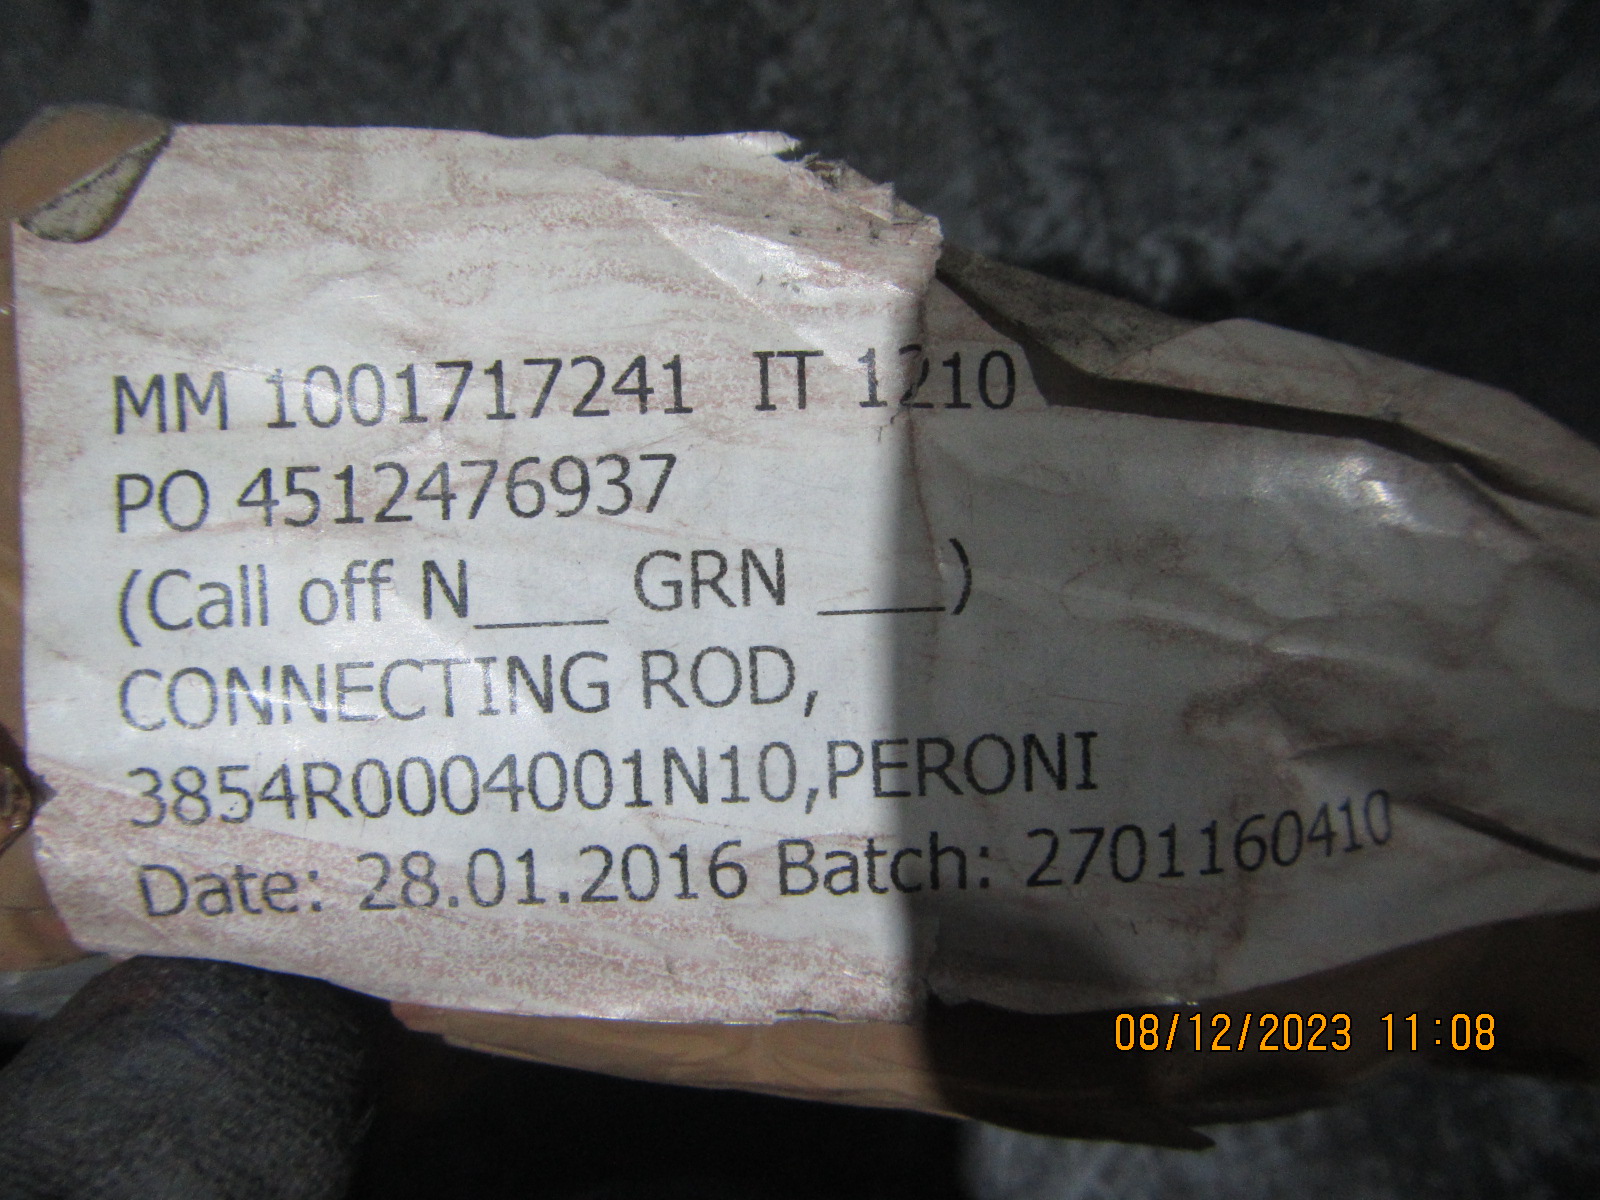 MM 1001717241 IT 1210
PO 4512476937
(Call off N___ GRN ___)
CONNECTING ROD,
3854R0004001N10,PERONI
Date: 28.01.2016 Batch: 2701160410
08/12/2023 11:08